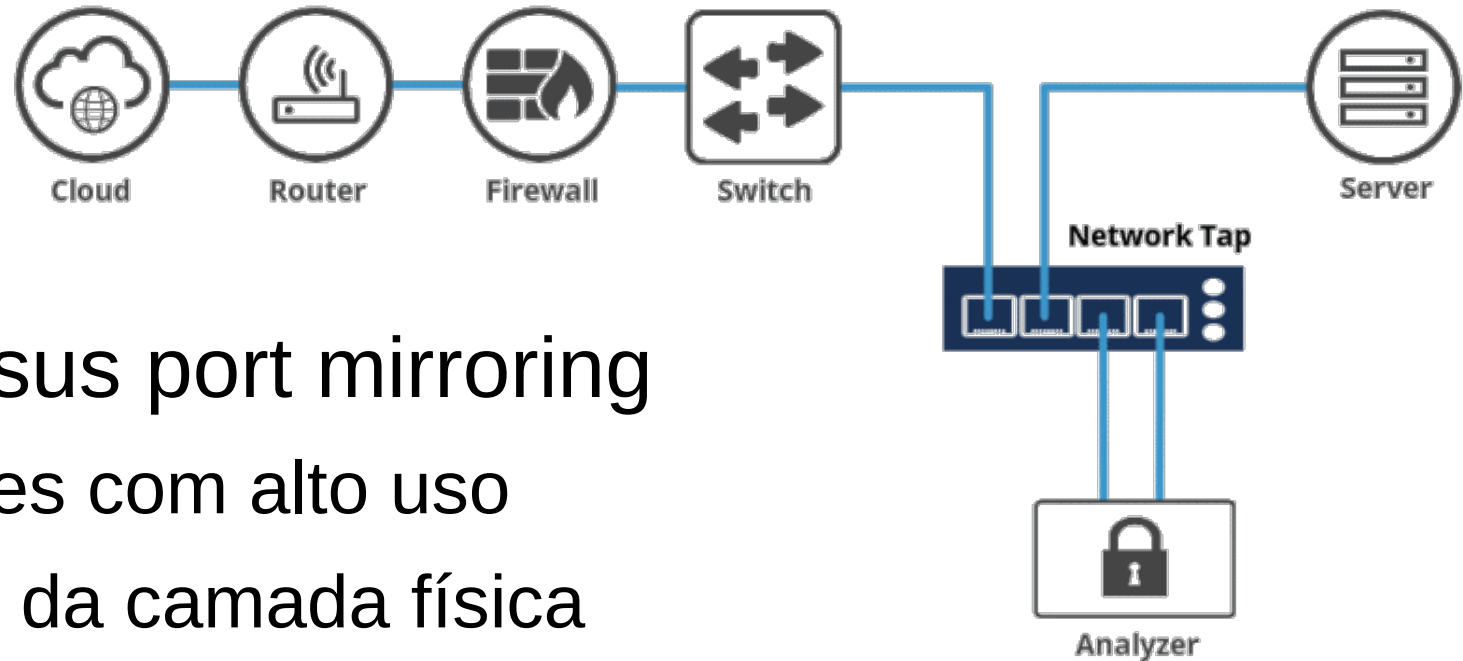 Cloud
Router
Firewall
Switch
Server
Network Tap
sus port mirroring
es com alto uso
da camada física
Analyzer